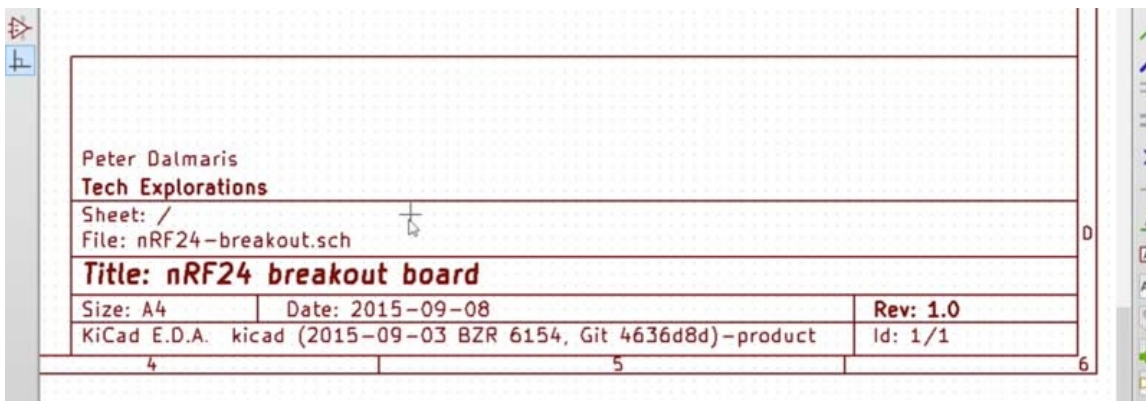 Peter Dalmaris
Tech Explorations
Sheet: /
File: nRF24-breakout.sch
D
Title: nRF24 breakout board
Size: A4 Date: 2015-09-08 Rev: 1.0
KiCad E.D.A. kicad (2015-09-03 BZR 6154, Git 4636d8d)-product Id: 1/1
4 5 6